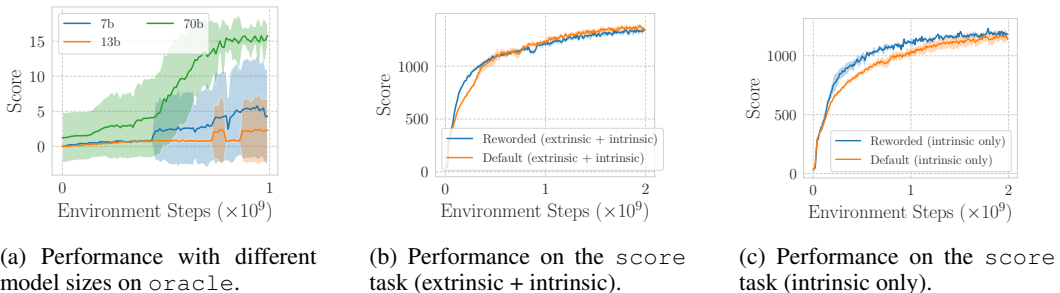 7b
70b
13b
15
10
5
0
Score
0
1
Environment Steps (×10⁹)
1000
500
0
Score
Reworded (extrinsic + intrinsic)
Default (extrinsic + intrinsic)
0
1
2
Environment Steps (×10⁹)
1000
500
0
Score
Reworded (intrinsic only)
Default (intrinsic only)
0
1
2
Environment Steps (×10⁹)
(a) Performance with different
model sizes on oracle.
(b) Performance on the score
task (extrinsic + intrinsic).
(c) Performance on the score
task (intrinsic only).